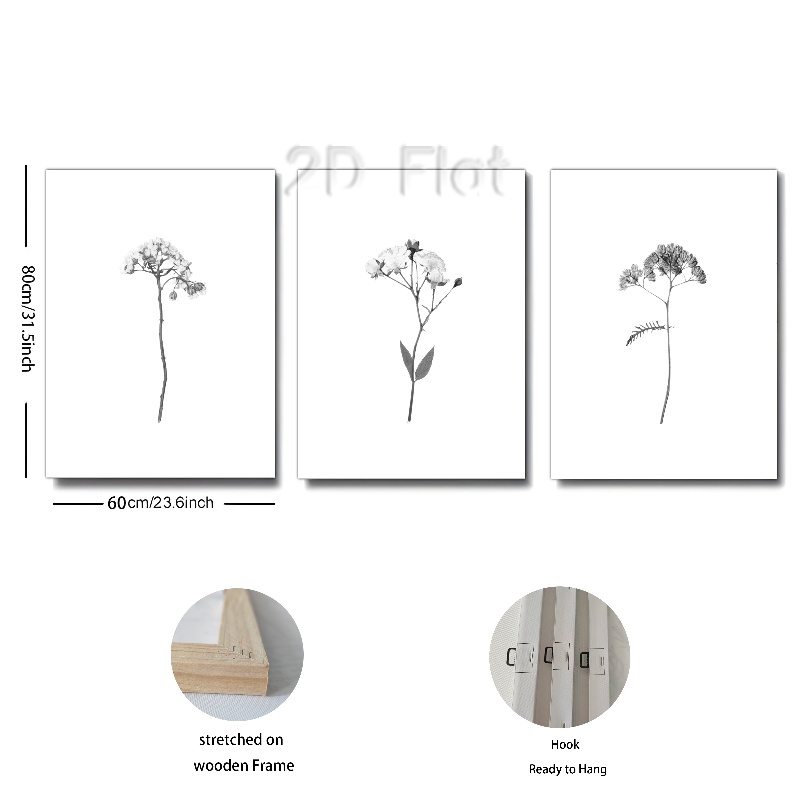 2D Flat
80cm/31.5inch
60cm/23.6inch
stretched on
wooden Frame
Hook
Ready to Hang